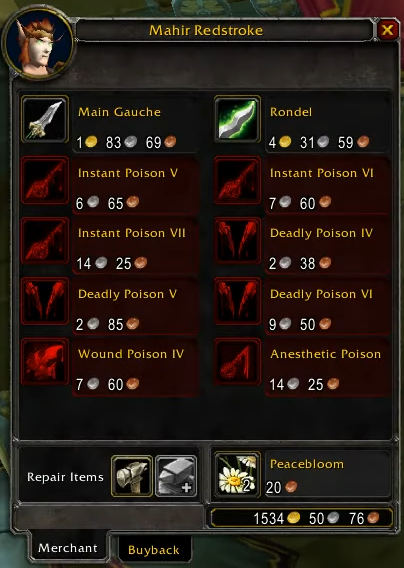 Mahir Redstroke
Main Gauche
1 83 69
Rondel
4 31 59
Instant Poison V
6 65
Instant Poison VI
7 60
Instant Poison VII
14 25
Deadly Poison IV
2 38
Deadly Poison V
2 85
Deadly Poison VI
9 50
Wound Poison IV
7 60
Anesthetic Poison
14 25
Repair Items
2
Peacebloom
20
1534 50 76
Merchant
Buyback